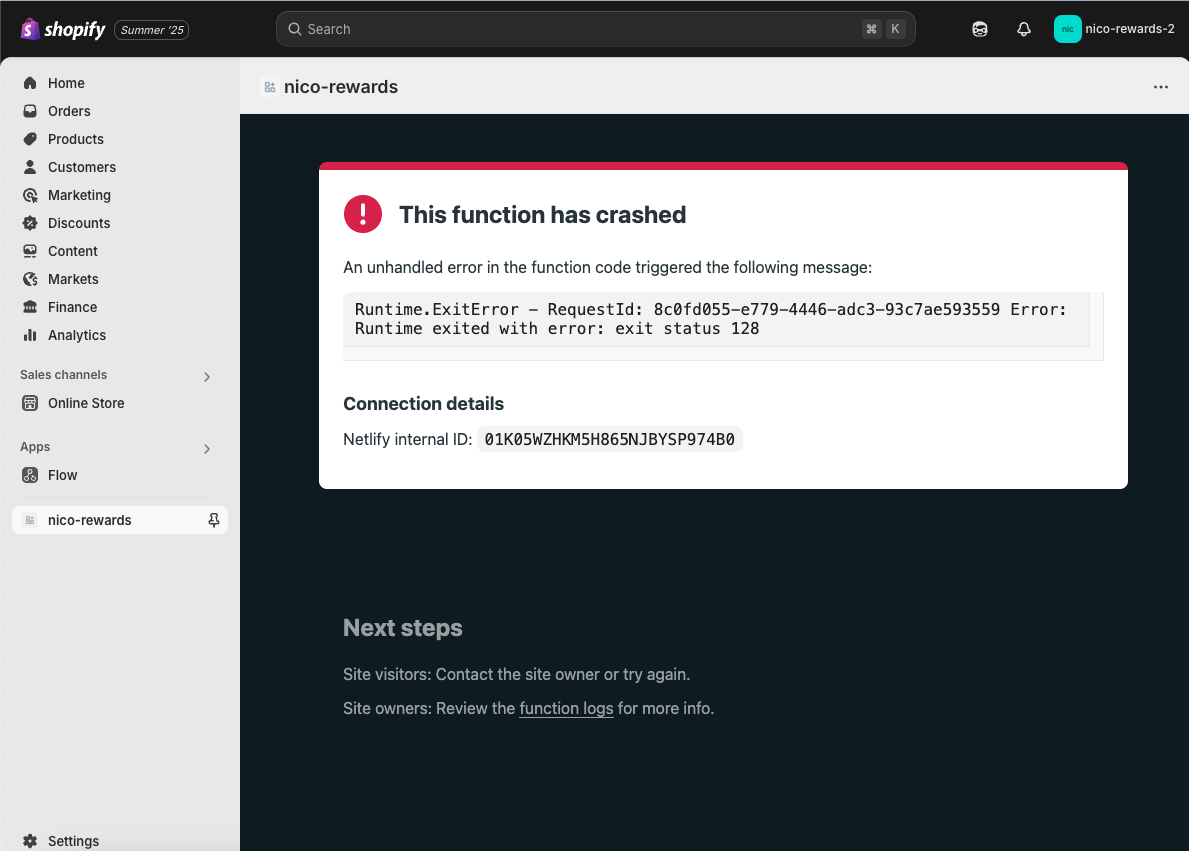 shopify
Summer '25
Search
⌘ K
nic
nico-rewards-2
Home
Orders
Products
Customers
Marketing
Discounts
Content
Markets
Finance
Analytics
Sales channels
Online Store
Apps
Flow
nico-rewards
Settings
nico-rewards
This function has crashed
An unhandled error in the function code triggered the following message:
Runtime.ExitError – RequestId: 8c0fd055-e779-4446-adc3-93c7ae593559 Error:
Runtime exited with error: exit status 128
Connection details
Netlify internal ID: 01K05WZHKM5H865NJBYSP974B0
Next steps
Site visitors: Contact the site owner or try again.
Site owners: Review the function logs for more info.